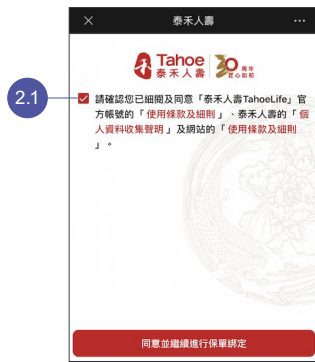 泰禾人壽
Tahoe
泰禾人壽
30 周年
匠心如初
2.1
請確認您已細閱及同意「泰禾人壽TahoeLife」官
方帳號的「使用條款及細則」、泰禾人壽的「個
人資料收集聲明」及網站的「使用條款及細則
」。
同意並繼續進行保單綁定